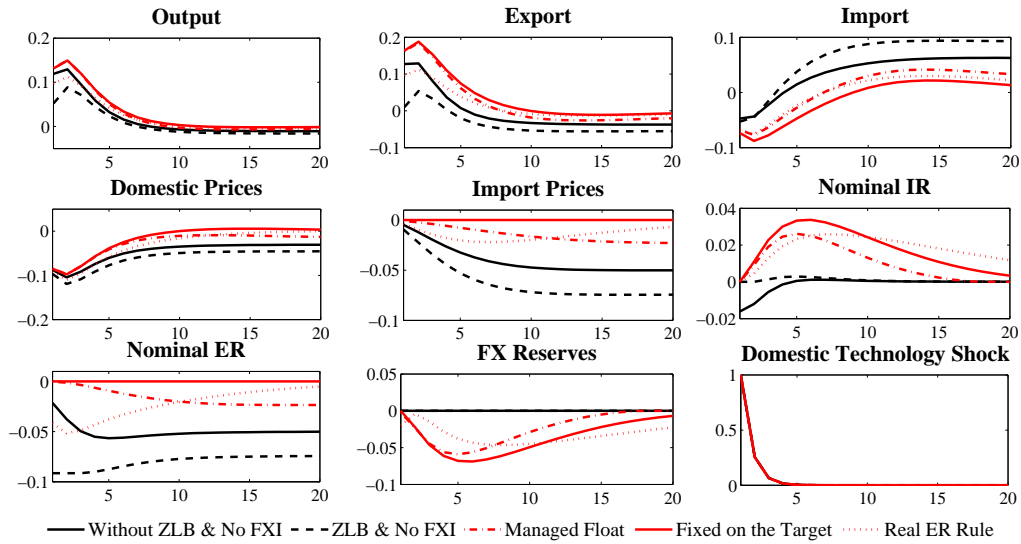 Output
Export
Import
0.2
0.1
0
5 10 15 20
0.2
0.1
0
−0.1
5 10 15 20
0.1
0
−0.1
5 10 15 20
Domestic Prices
Import Prices
Nominal IR
0
−0.1
−0.2
5 10 15 20
0
−0.05
−0.1
5 10 15 20
0.04
0.02
0
−0.02
5 10 15 20
Nominal ER
FX Reserves
Domestic Technology Shock
0
−0.05
−0.1
5 10 15 20
0.05
0
−0.05
−0.1
5 10 15 20
1
0.5
0
5 10 15 20
Without ZLB & No FXI ZLB & No FXI Managed Float Fixed on the Target Real ER Rule